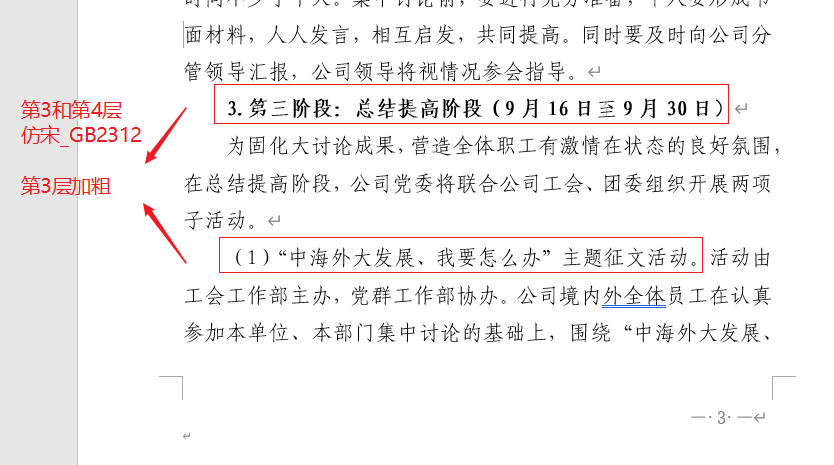 面材料，人人发言，相互启发，共同提高。同时要及时向公司分
管领导汇报，公司领导将视情况参会指导。
第3和第4层
仿宋_GB2312
第3层加粗
3.第三阶段：总结提高阶段（9月16日至9月30日）
为固化大讨论成果，营造全体职工有激情在状态的良好氛围，
在总结提高阶段，公司党委将联合公司工会、团委组织开展两项
子活动。
（1）“中海外大发展、我要怎么办”主题征文活动。活动由
工会工作部主办，党群工作部协办。公司境内外全体员工在认真
参加本单位、本部门集中讨论的基础上，围绕“中海外大发展、
—·3·—